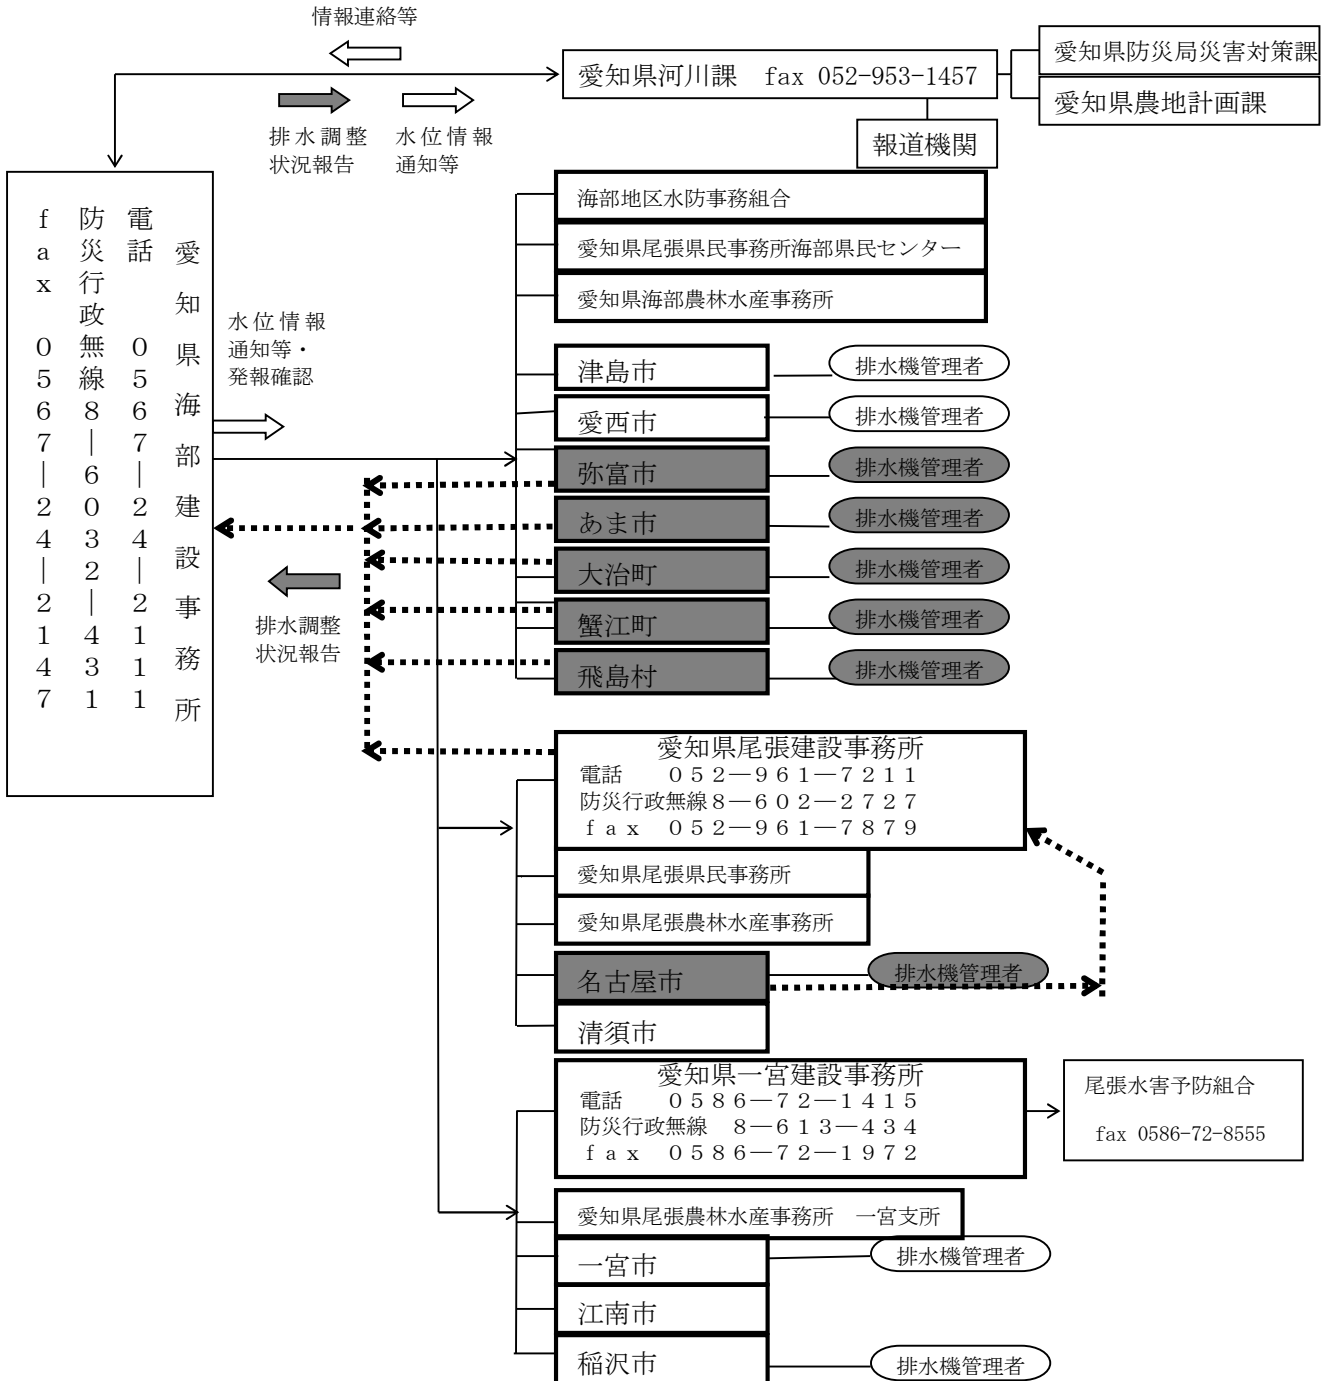 情報連絡等
愛知県河川課　fax 052-953-1457
愛知県防災局災害対策課
愛知県農地計画課
報道機関
排水調整
状況報告
水位情報
通知等
愛知県海部建設事務所
電話　０５６７―２４―２１１１
防災行政無線８―６０３２―４３１
ｆａｘ　０５６７―２４―２１４７
水位情報
通知等・
発報確認
排水調整
状況報告
海部地区水防事務組合
愛知県尾張県民事務所海部県民センター
愛知県海部農林水産事務所
津島市
排水機管理者
愛西市
排水機管理者
弥富市
排水機管理者
あま市
排水機管理者
大治町
排水機管理者
蟹江町
排水機管理者
飛島村
排水機管理者
愛知県尾張建設事務所
電話　　０５２―９６１―７２１１
防災行政無線８―６０２―２７２７
ｆａｘ　０５２―９６１―７８７９
愛知県尾張県民事務所
愛知県尾張農林水産事務所
名古屋市
排水機管理者
清須市
愛知県一宮建設事務所
電話　　０５８６―７２―１４１５
防災行政無線　８―６１３―４３４
ｆａｘ　０５８６―７２―１９７２
尾張水害予防組合
fax 0586-72-8555
愛知県尾張農林水産事務所　一宮支所
一宮市
排水機管理者
江南市
稲沢市
排水機管理者